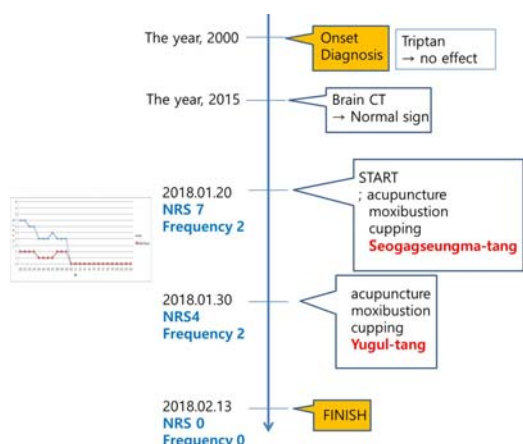 The year, 2000
Onset
Diagnosis
Triptan
→ no effect
The year, 2015
Brain CT
→ Normal sign
2018.01.20
NRS 7
Frequency 2
START
; acupuncture
moxibustion
cupping
Seogagseungma-tang
2018.01.30
NRS4
Frequency 2
acupuncture
moxibustion
cupping
Yugul-tang
2018.02.13
NRS 0
Frequency 0
FINISH